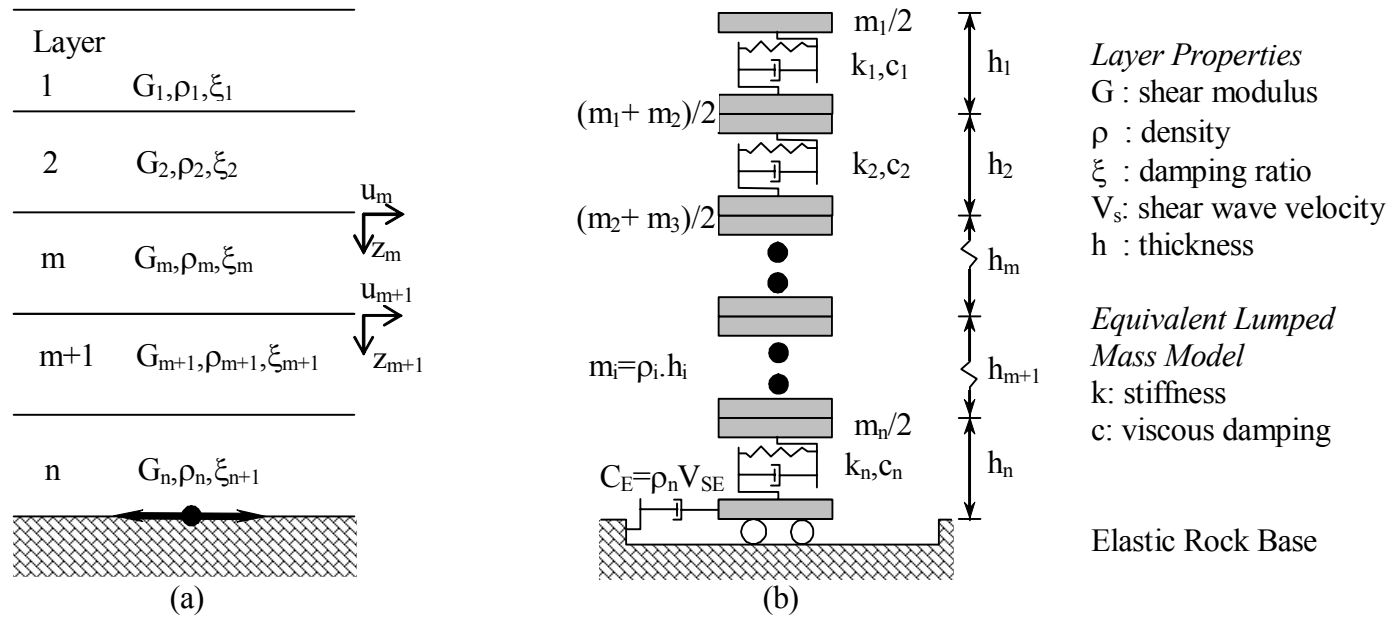 Layer
1 G₁,ρ₁,ξ₁
2 G₂,ρ₂,ξ₂
uₘ
zₘ
m Gₘ,ρₘ,ξₘ
uₘ₊₁
zₘ₊₁
m+1 Gₘ₊₁,ρₘ₊₁,ξₘ₊₁
n Gₙ,ρₙ,ξₙ₊₁
(a)
m₁/2
k₁,c₁
h₁
(m₁+ m₂)/2
k₂,c₂
h₂
(m₂+ m₃)/2
hₘ
mᵢ=ρᵢ.hᵢ
hₘ₊₁
mₙ/2
kₙ,cₙ
hₙ
C_E=ρₙV_SE
(b)
Layer Properties
G : shear modulus
ρ : density
ξ : damping ratio
Vₛ: shear wave velocity
h : thickness
Equivalent Lumped
Mass Model
k: stiffness
c: viscous damping
Elastic Rock Base